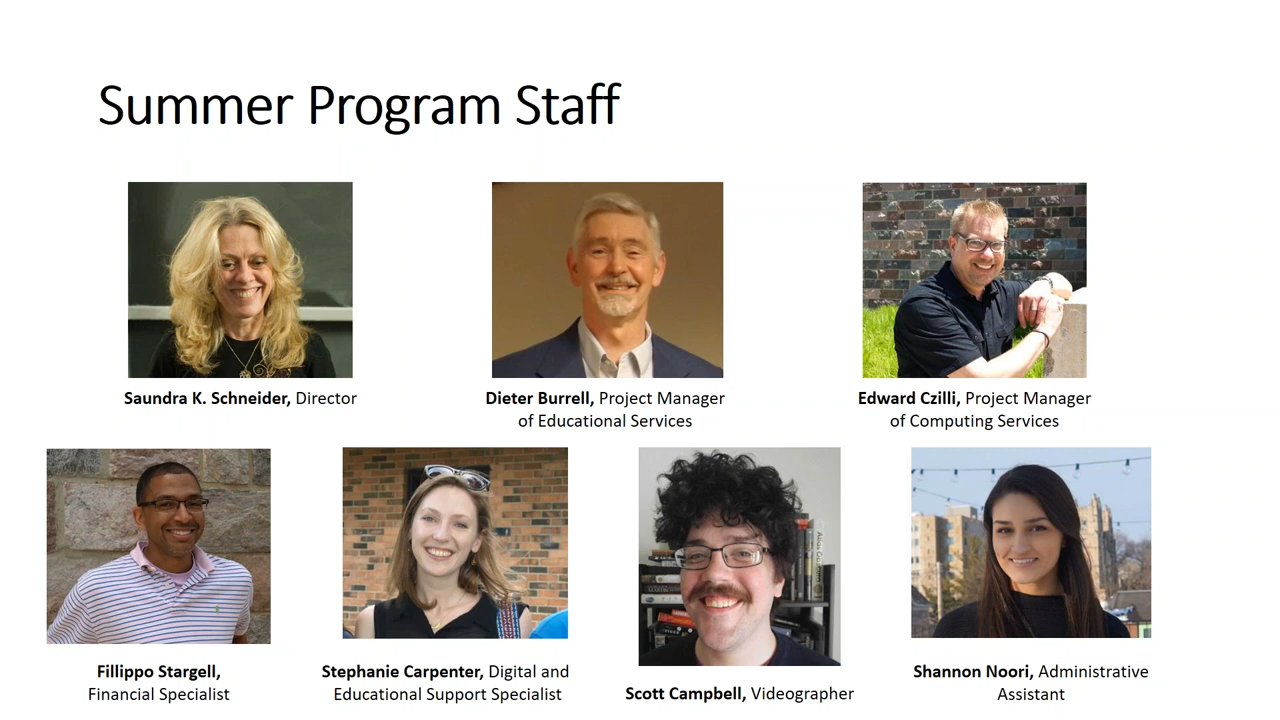 Summer Program Staff
Saundra K. Schneider, Director
Dieter Burrell, Project Manager
of Educational Services
Edward Czilli, Project Manager
of Computing Services
Fillippo Stargell,
Financial Specialist
Stephanie Carpenter, Digital and
Educational Support Specialist
Scott Campbell, Videographer
Shannon Noori, Administrative
Assistant